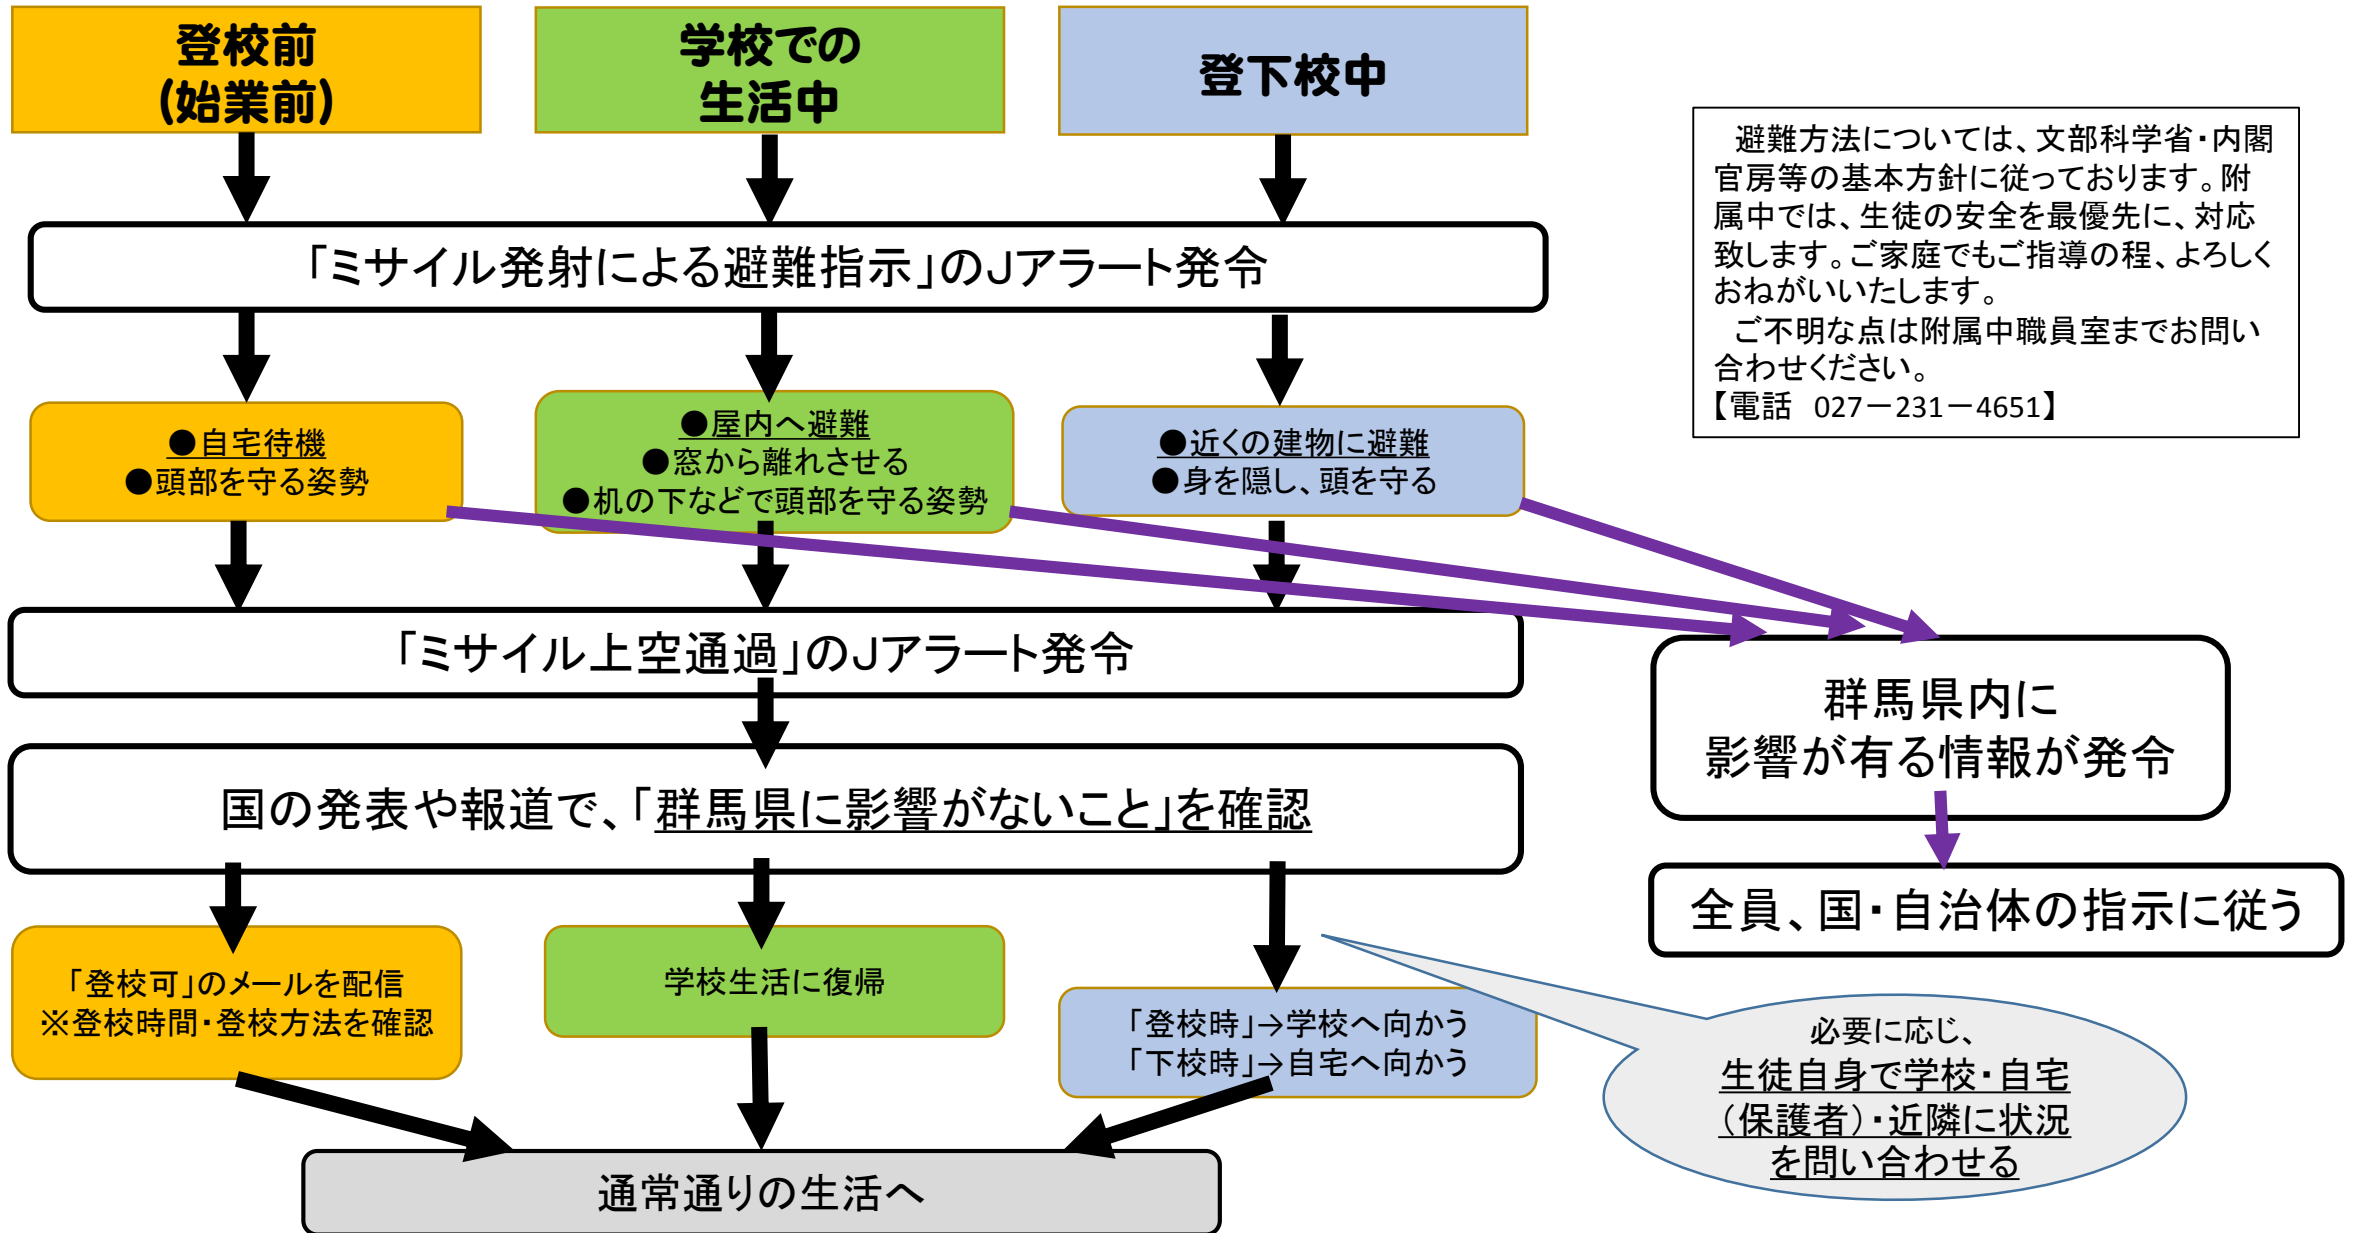 登校前
(始業前)
学校での
生活中
登下校中
避難方法については、文部科学省・内閣
官房等の基本方針に従っております。附
属中では、生徒の安全を最優先に、対応
致します。ご家庭でもご指導の程、よろしく
おねがいいたします。
ご不明な点は附属中職員室までお問い
合わせください。
【電話　027－231－4651】
「ミサイル発射による避難指示」のJアラート発令
●自宅待機
●頭部を守る姿勢
●屋内へ避難
●窓から離れさせる
●机の下などで頭部を守る姿勢
●近くの建物に避難
●身を隠し、頭を守る
「ミサイル上空通過」のJアラート発令
群馬県内に
影響が有る情報が発令
国の発表や報道で、「群馬県に影響がないこと」を確認
全員、国・自治体の指示に従う
「登校可」のメールを配信
※登校時間・登校方法を確認
学校生活に復帰
「登校時」→学校へ向かう
「下校時」→自宅へ向かう
必要に応じ、
生徒自身で学校・自宅
（保護者）・近隣に状況
を問い合わせる
通常通りの生活へ